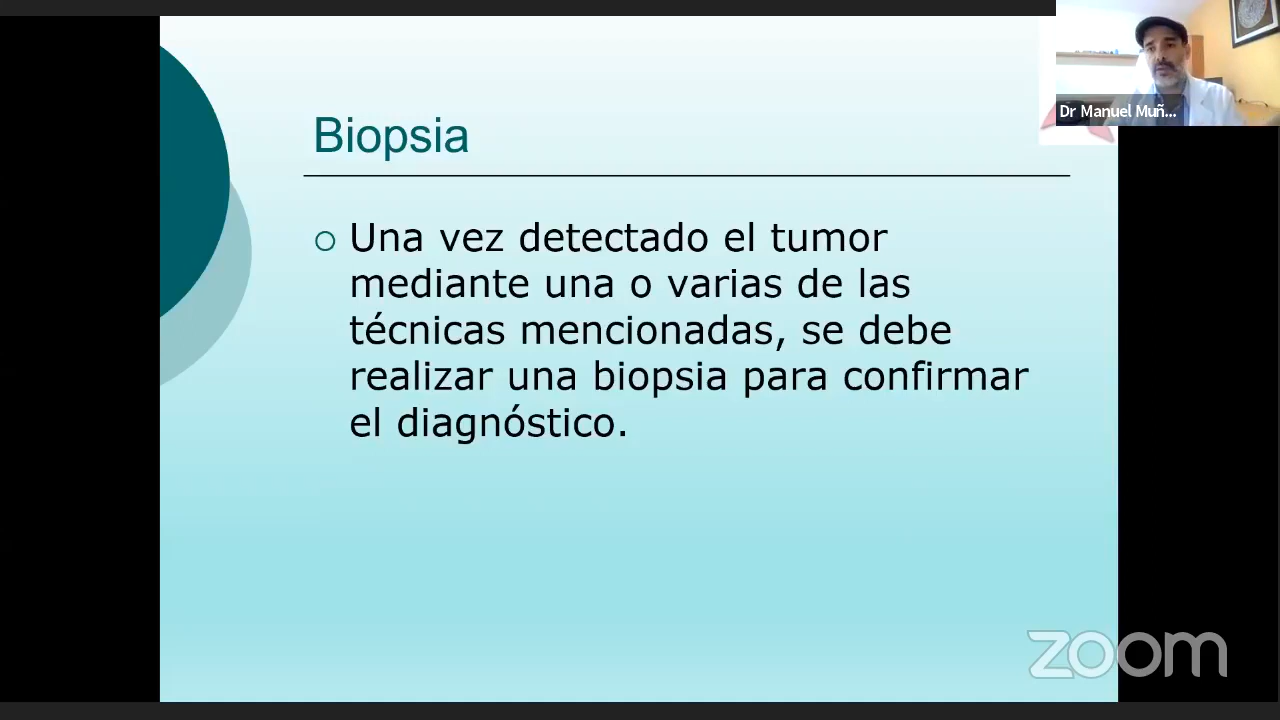 Dr Manuel Muñ...
Biopsia
Una vez detectado el tumor
mediante una o varias de las
técnicas mencionadas, se debe
realizar una biopsia para confirmar
el diagnóstico.
zoom